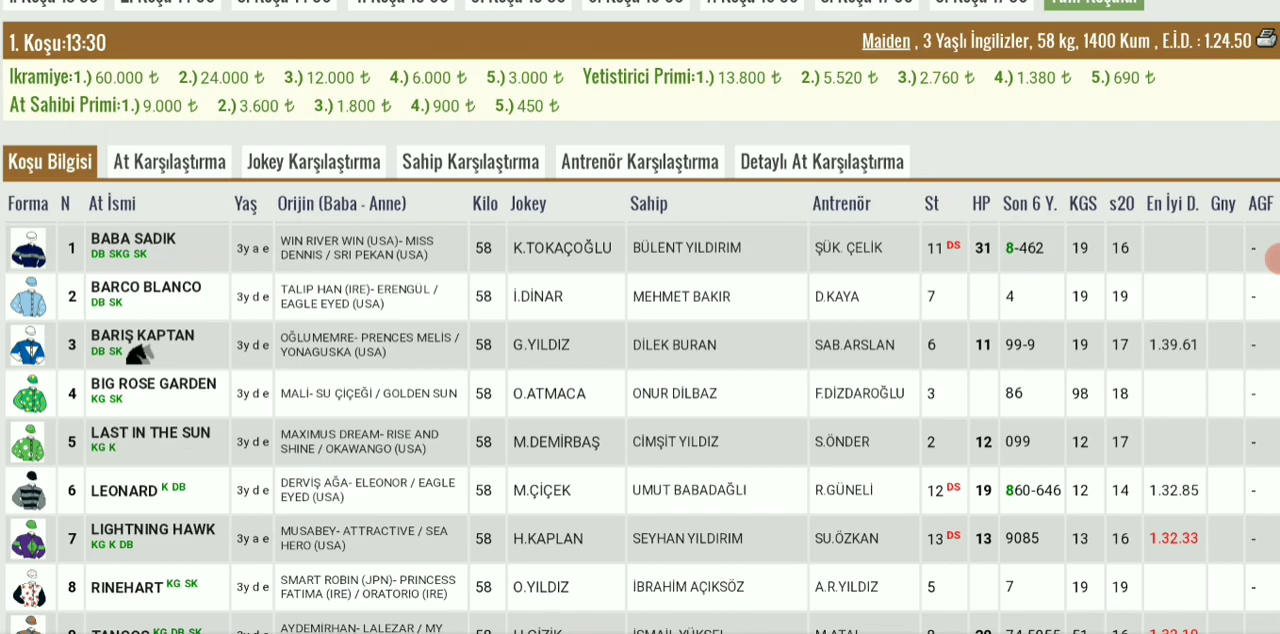 1. Koşu:13:30
Maiden , 3 Yaşlı İngilizler, 58 kg, 1400 Kum , E.İ.D. : 1.24.50
Ikramiye:1.) 60.000 ₺ 2.) 24.000 ₺ 3.) 12.000 ₺ 4.) 6.000 ₺ 5.) 3.000 ₺ Yetistirici Primi:1.) 13.800 ₺ 2.) 5.520 ₺ 3.) 2.760 ₺ 4.) 1.380 ₺ 5.) 690 ₺
At Sahibi Primi:1.) 9.000 ₺ 2.) 3.600 ₺ 3.) 1.800 ₺ 4.) 900 ₺ 5.) 450 ₺
Koşu Bilgisi At Karşılaştırma Jokey Karşılaştırma Sahip Karşılaştırma Antrenör Karşılaştırma Detaylı At Karşılaştırma
Forma N At İsmi Yaş Orijin (Baba - Anne) Kilo Jokey Sahip Antrenör St HP Son 6 Y. KGS s20 En İyi D. Gny AGF
1 BABA SADIK DB SKG SK 3y a e WIN RIVER WIN (USA)- MISS DENNIS / SRI PEKAN (USA) 58 K.TOKAÇOĞLU BÜLENT YILDIRIM ŞÜK. ÇELİK 11 DS 31 8-462 19 16 -
2 BARCO BLANCO DB SK 3y d e TALIP HAN (IRE)- ERENGÜL / EAGLE EYED (USA) 58 İ.DİNAR MEHMET BAKIR D.KAYA 7 4 19 19 -
3 BARIŞ KAPTAN DB SK 3y d e OĞLUMEMRE- PRENCES MELİS / YONAGUSKA (USA) 58 G.YILDIZ DİLEK BURAN SAB.ARSLAN 6 11 99-9 19 17 1.39.61 -
4 BIG ROSE GARDEN KG SK 3y d e MALİ- SU ÇİÇEĞİ / GOLDEN SUN 58 O.ATMACA ONUR DİLBAZ F.DİZDAROĞLU 3 86 98 18 -
5 LAST IN THE SUN KG K 3y d e MAXIMUS DREAM- RISE AND SHINE / OKAWANGO (USA) 58 M.DEMİRBAŞ CİMŞİT YILDIZ S.ÖNDER 2 12 099 12 17 -
6 LEONARD K DB 3y d e DERVİŞ AĞA- ELEONOR / EAGLE EYED (USA) 58 M.ÇİÇEK UMUT BABADAĞLI R.GÜNELİ 12 DS 19 860-646 12 14 1.32.85 -
7 LIGHTNING HAWK KG K DB 3y a e MUSABEY- ATTRACTIVE / SEA HERO (USA) 58 H.KAPLAN SEYHAN YILDIRIM SU.ÖZKAN 13 DS 13 9085 13 16 1.32.33 -
8 RINEHART KG SK 3y d e SMART ROBIN (JPN)- PRINCESS FATIMA (IRE) / ORATORIO (IRE) 58 O.YILDIZ İBRAHİM AÇIKSÖZ A.R.YILDIZ 5 7 19 19 -
AYDEMİRHAN- LALEZAR / MY